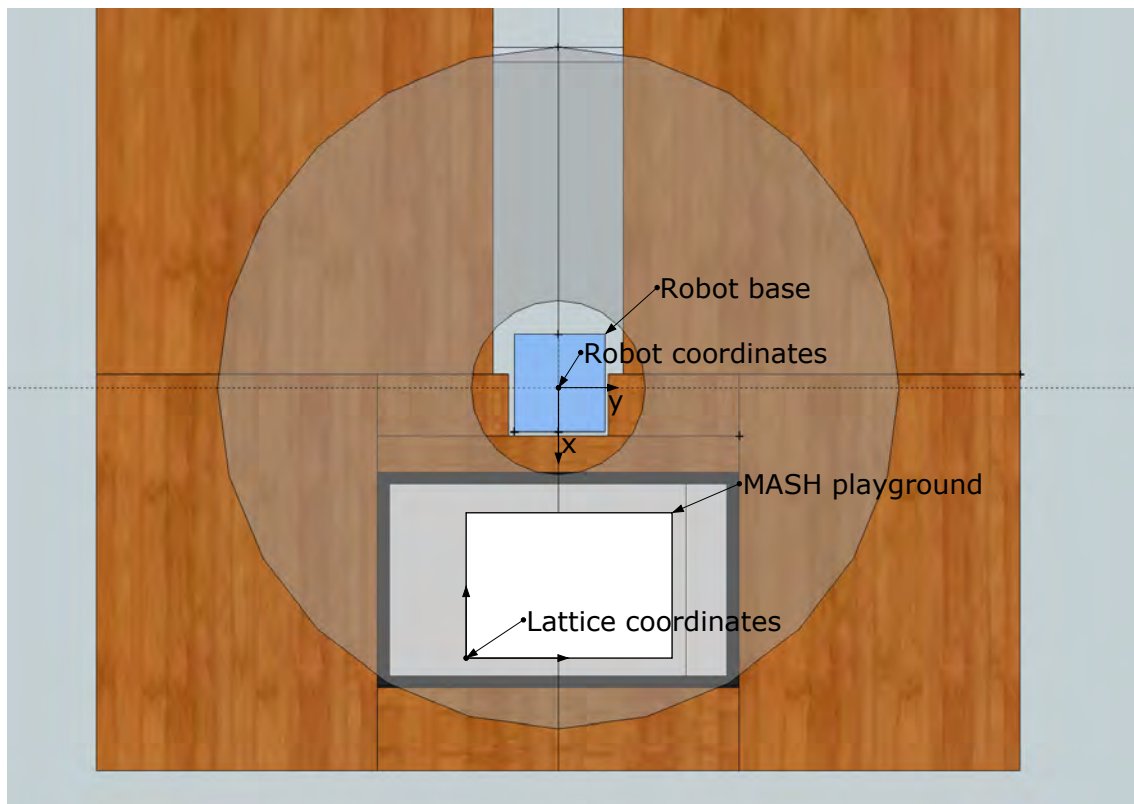 Robot base
Robot coordinates
y
x
MASH playground
Lattice coordinates